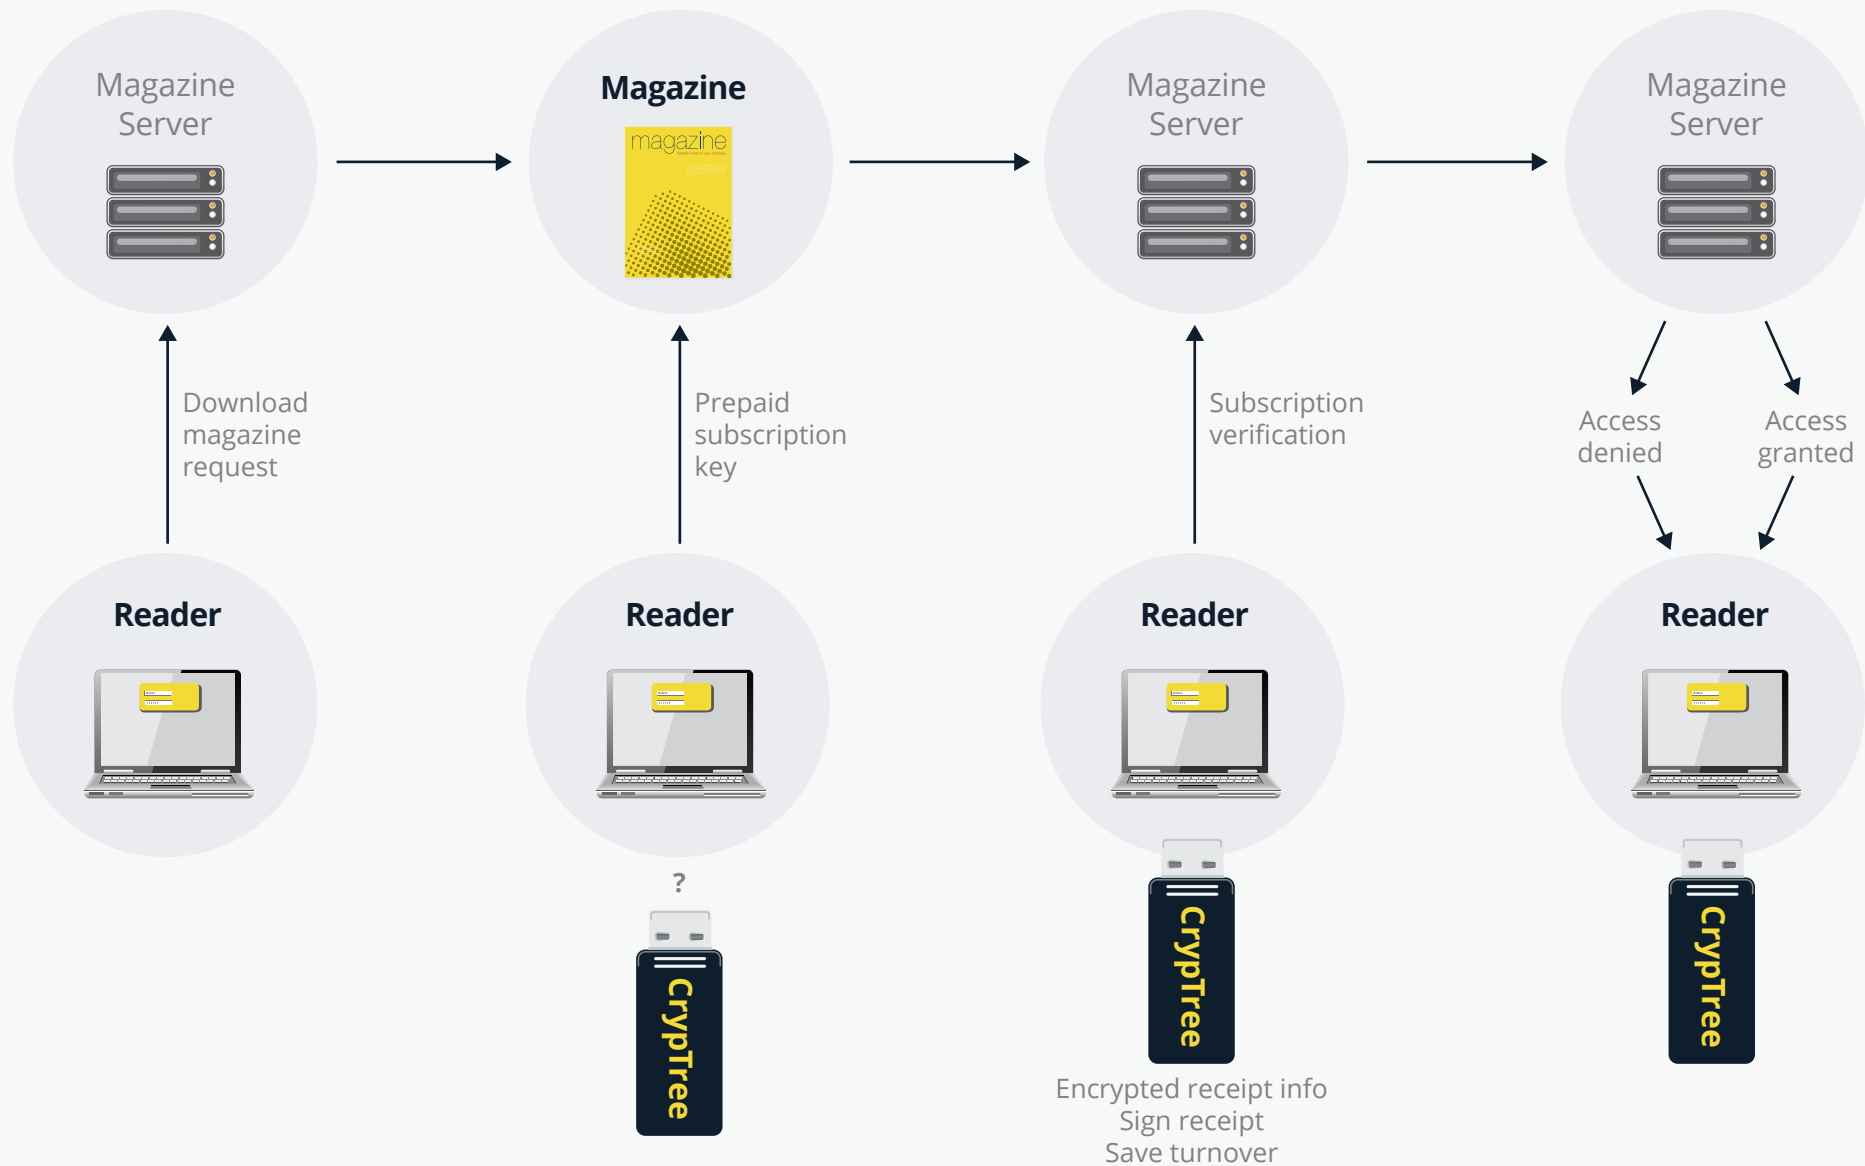 Magazine
Server
Magazine
magazine
Magazine
Server
Magazine
Server
Download
magazine
request
Prepaid
subscription
key
Subscription
verification
Access
denied
Access
granted
Reader
Reader
Reader
Reader
?
CrypTree
CrypTree
CrypTree
Encrypted receipt info
Sign receipt
Save turnover